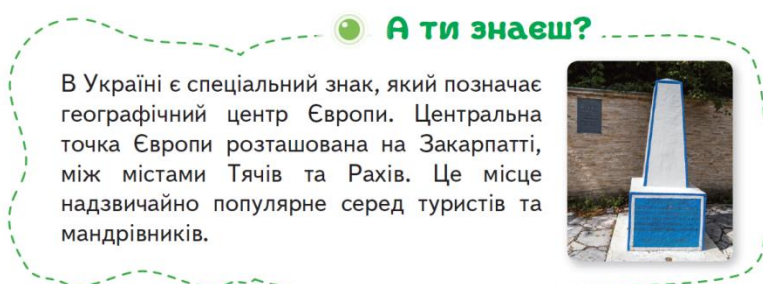 А ти знаєш?
В Україні є спеціальний знак, який позначає
географічний центр Європи. Центральна
точка Європи розташована на Закарпатті,
між містами Тячів та Рахів. Це місце
надзвичайно популярне серед туристів та
мандрівників.